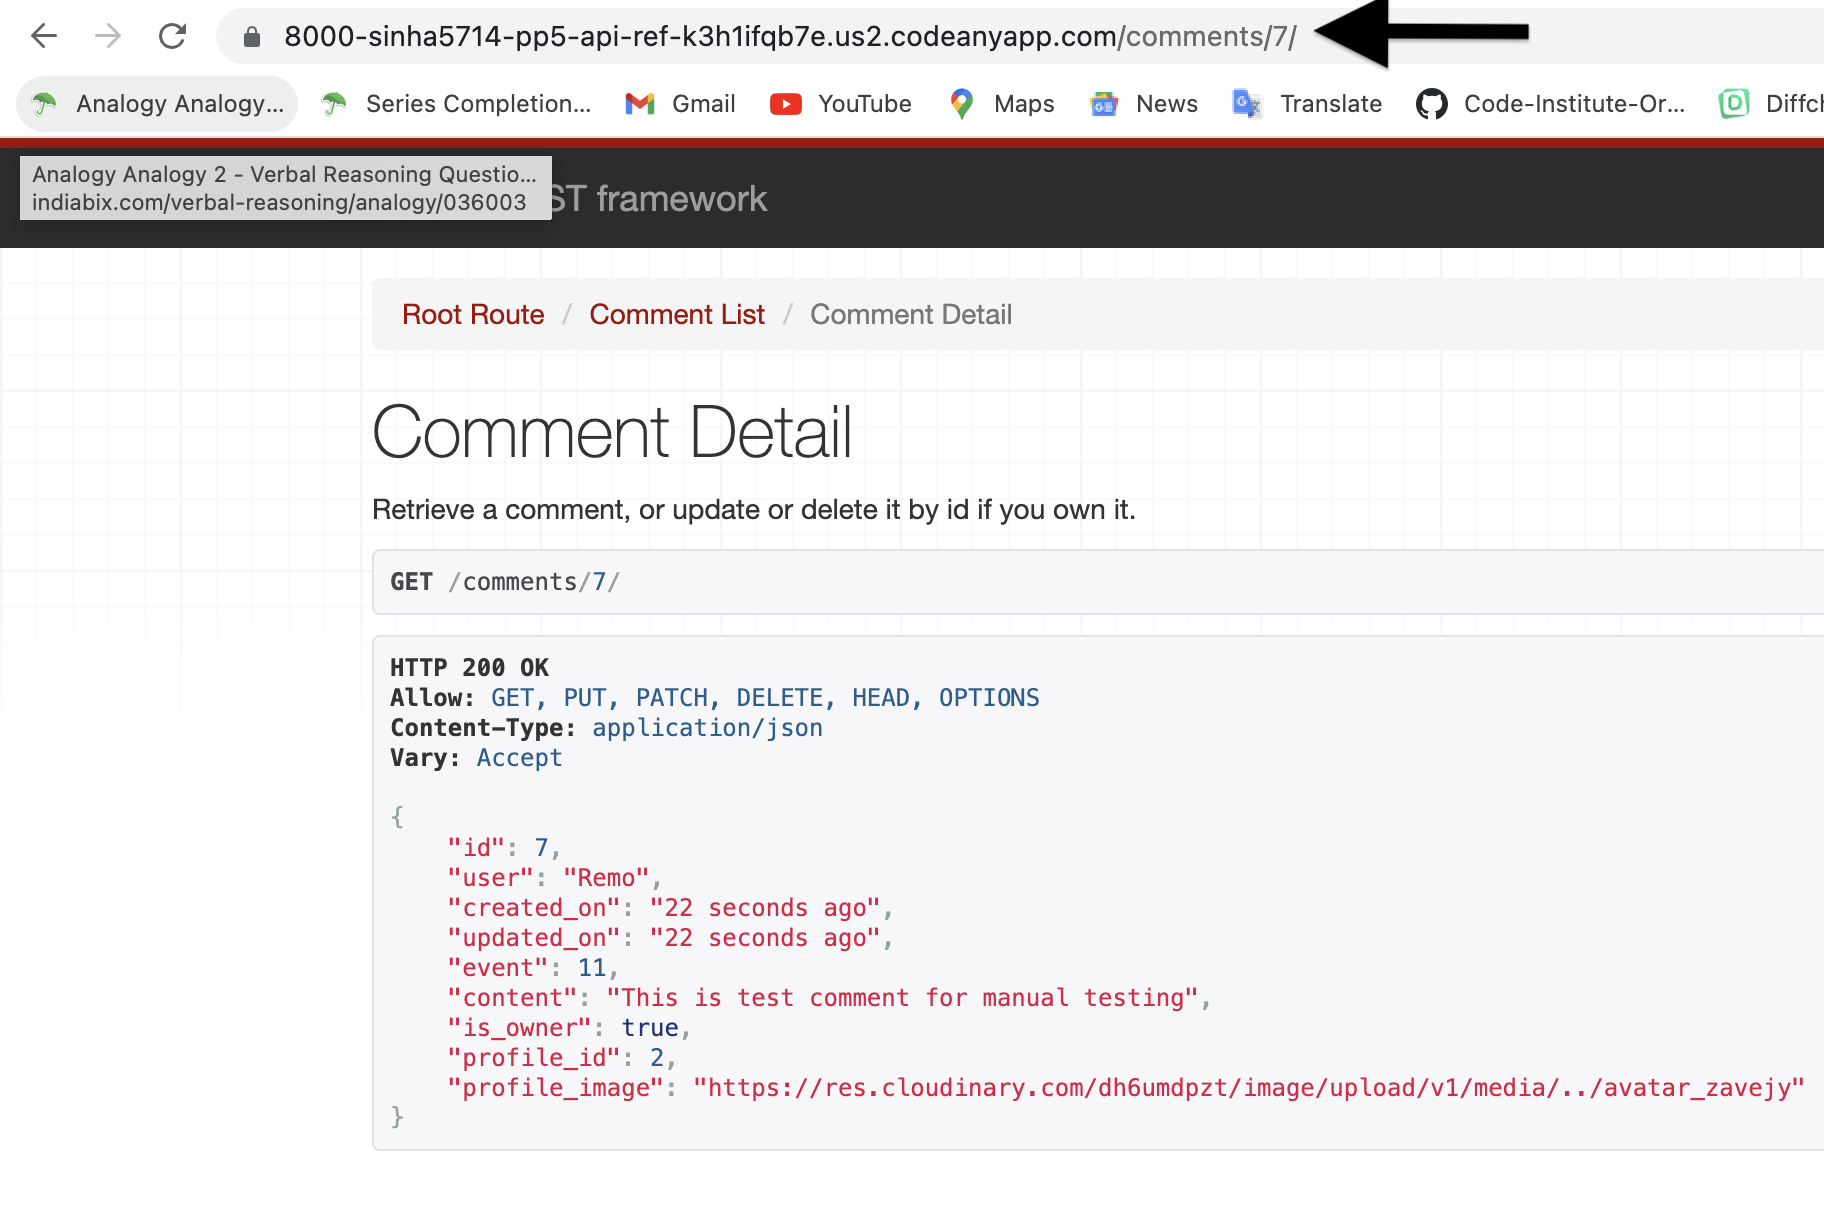 8000-sinha5714-pp5-api-ref-k3h1ifqb7e.us2.codeanyapp.com/comments/7/
Analogy Analogy... Series Completion... Gmail YouTube Maps News Translate Code-Institute-Or... Diffch
Analogy Analogy 2 - Verbal Reasoning Questio...
indiabix.com/verbal-reasoning/analogy/036003
ST framework
Root Route / Comment List / Comment Detail
Comment Detail
Retrieve a comment, or update or delete it by id if you own it.
GET /comments/7/
HTTP 200 OK
Allow: GET, PUT, PATCH, DELETE, HEAD, OPTIONS
Content-Type: application/json
Vary: Accept
{
    "id": 7,
    "user": "Remo",
    "created_on": "22 seconds ago",
    "updated_on": "22 seconds ago",
    "event": 11,
    "content": "This is test comment for manual testing",
    "is_owner": true,
    "profile_id": 2,
    "profile_image": "https://res.cloudinary.com/dh6umdpzt/image/upload/v1/media/../avatar_zavejy"
}